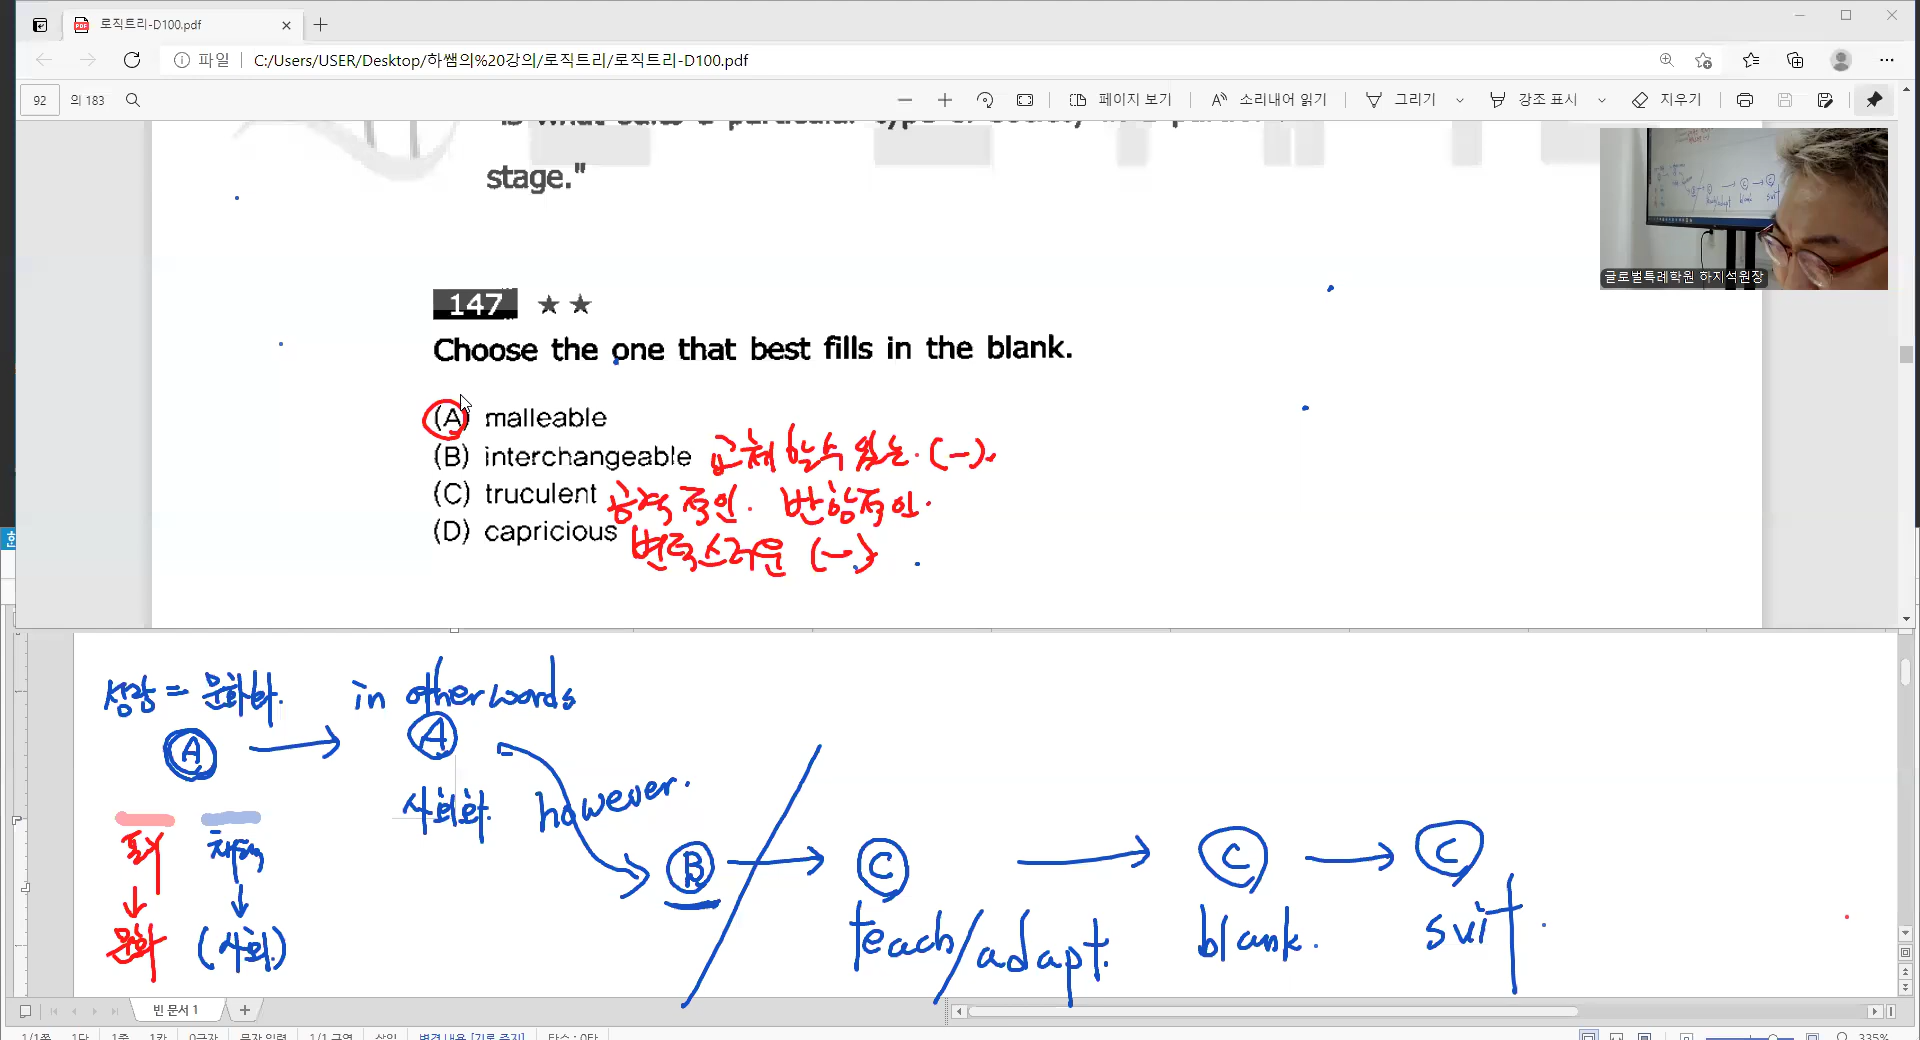 로직트리-D100.pdf
파일 C:/Users/USER/Desktop/하쌤의%20강의/로직트리/로직트리-D100.pdf
92 의 183 페이지 보기 소리내어 읽기 그리기 강조 표시 지우기
stage."
글로벌특례학원 하지석원장
147 ★ ★
Choose the one that best fills in the blank.
(A) malleable
(B) interchangeable 교체 할 수 있는. (-).
(C) truculent 공격적인. 반항적인.
(D) capricious 변덕스러운 (-)
성장 = 문화화. in other words
A → A
사회화. however.
B → C → C → C
teach/adapt. blank. suit.
문화 (사회)
빈 문서 1
335%